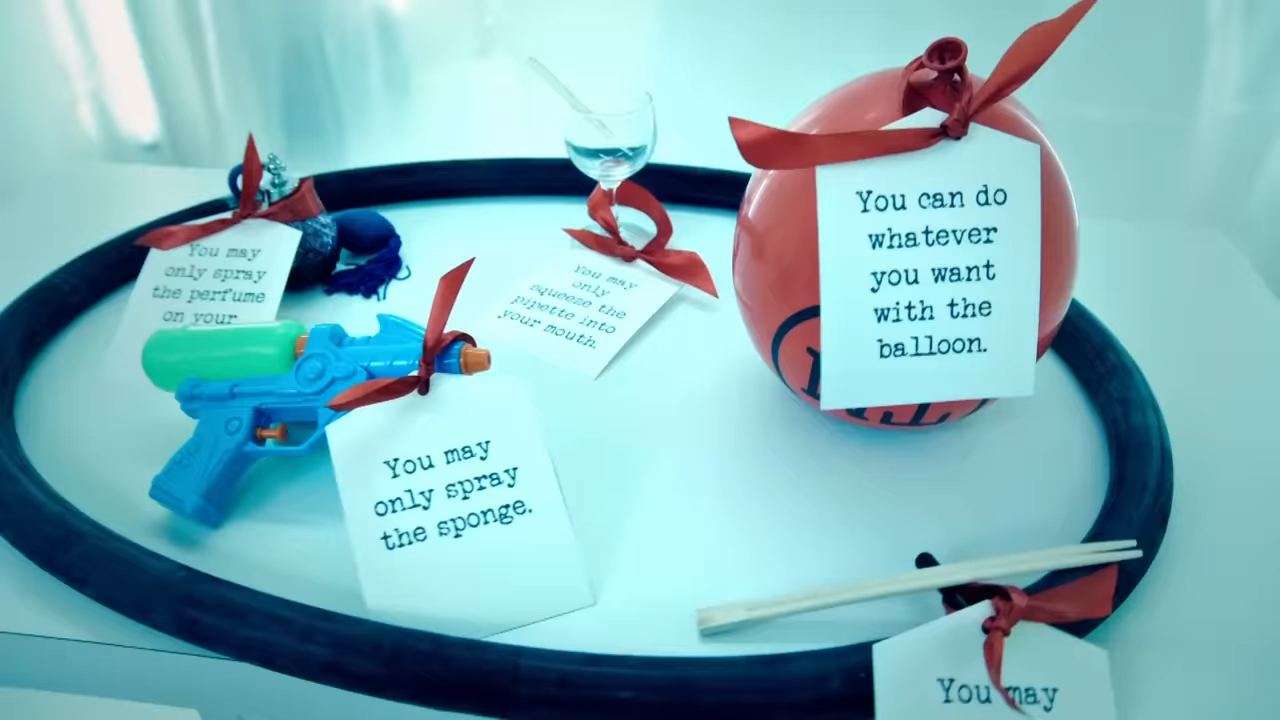 You may
only spray
the perfume
on your
You may
only
squeeze the
pipette into
your mouth.
You can do
whatever
you want
with the
balloon.
You may
only spray
the sponge.
You may